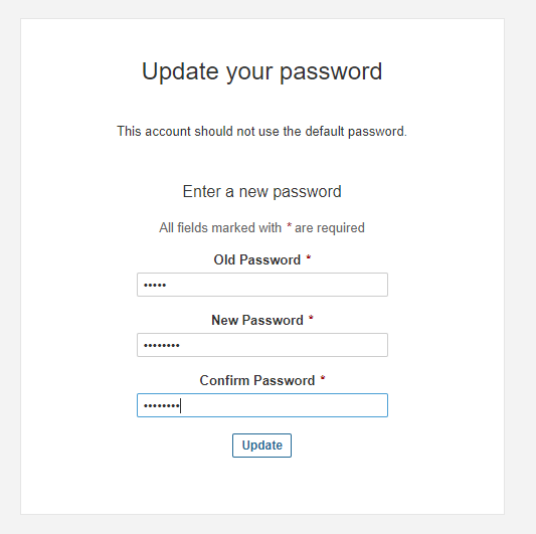 Update your password
This account should not use the default password.
Enter a new password
All fields marked with * are required
Old Password *
•••••
New Password *
••••••••
Confirm Password *
••••••••
Update